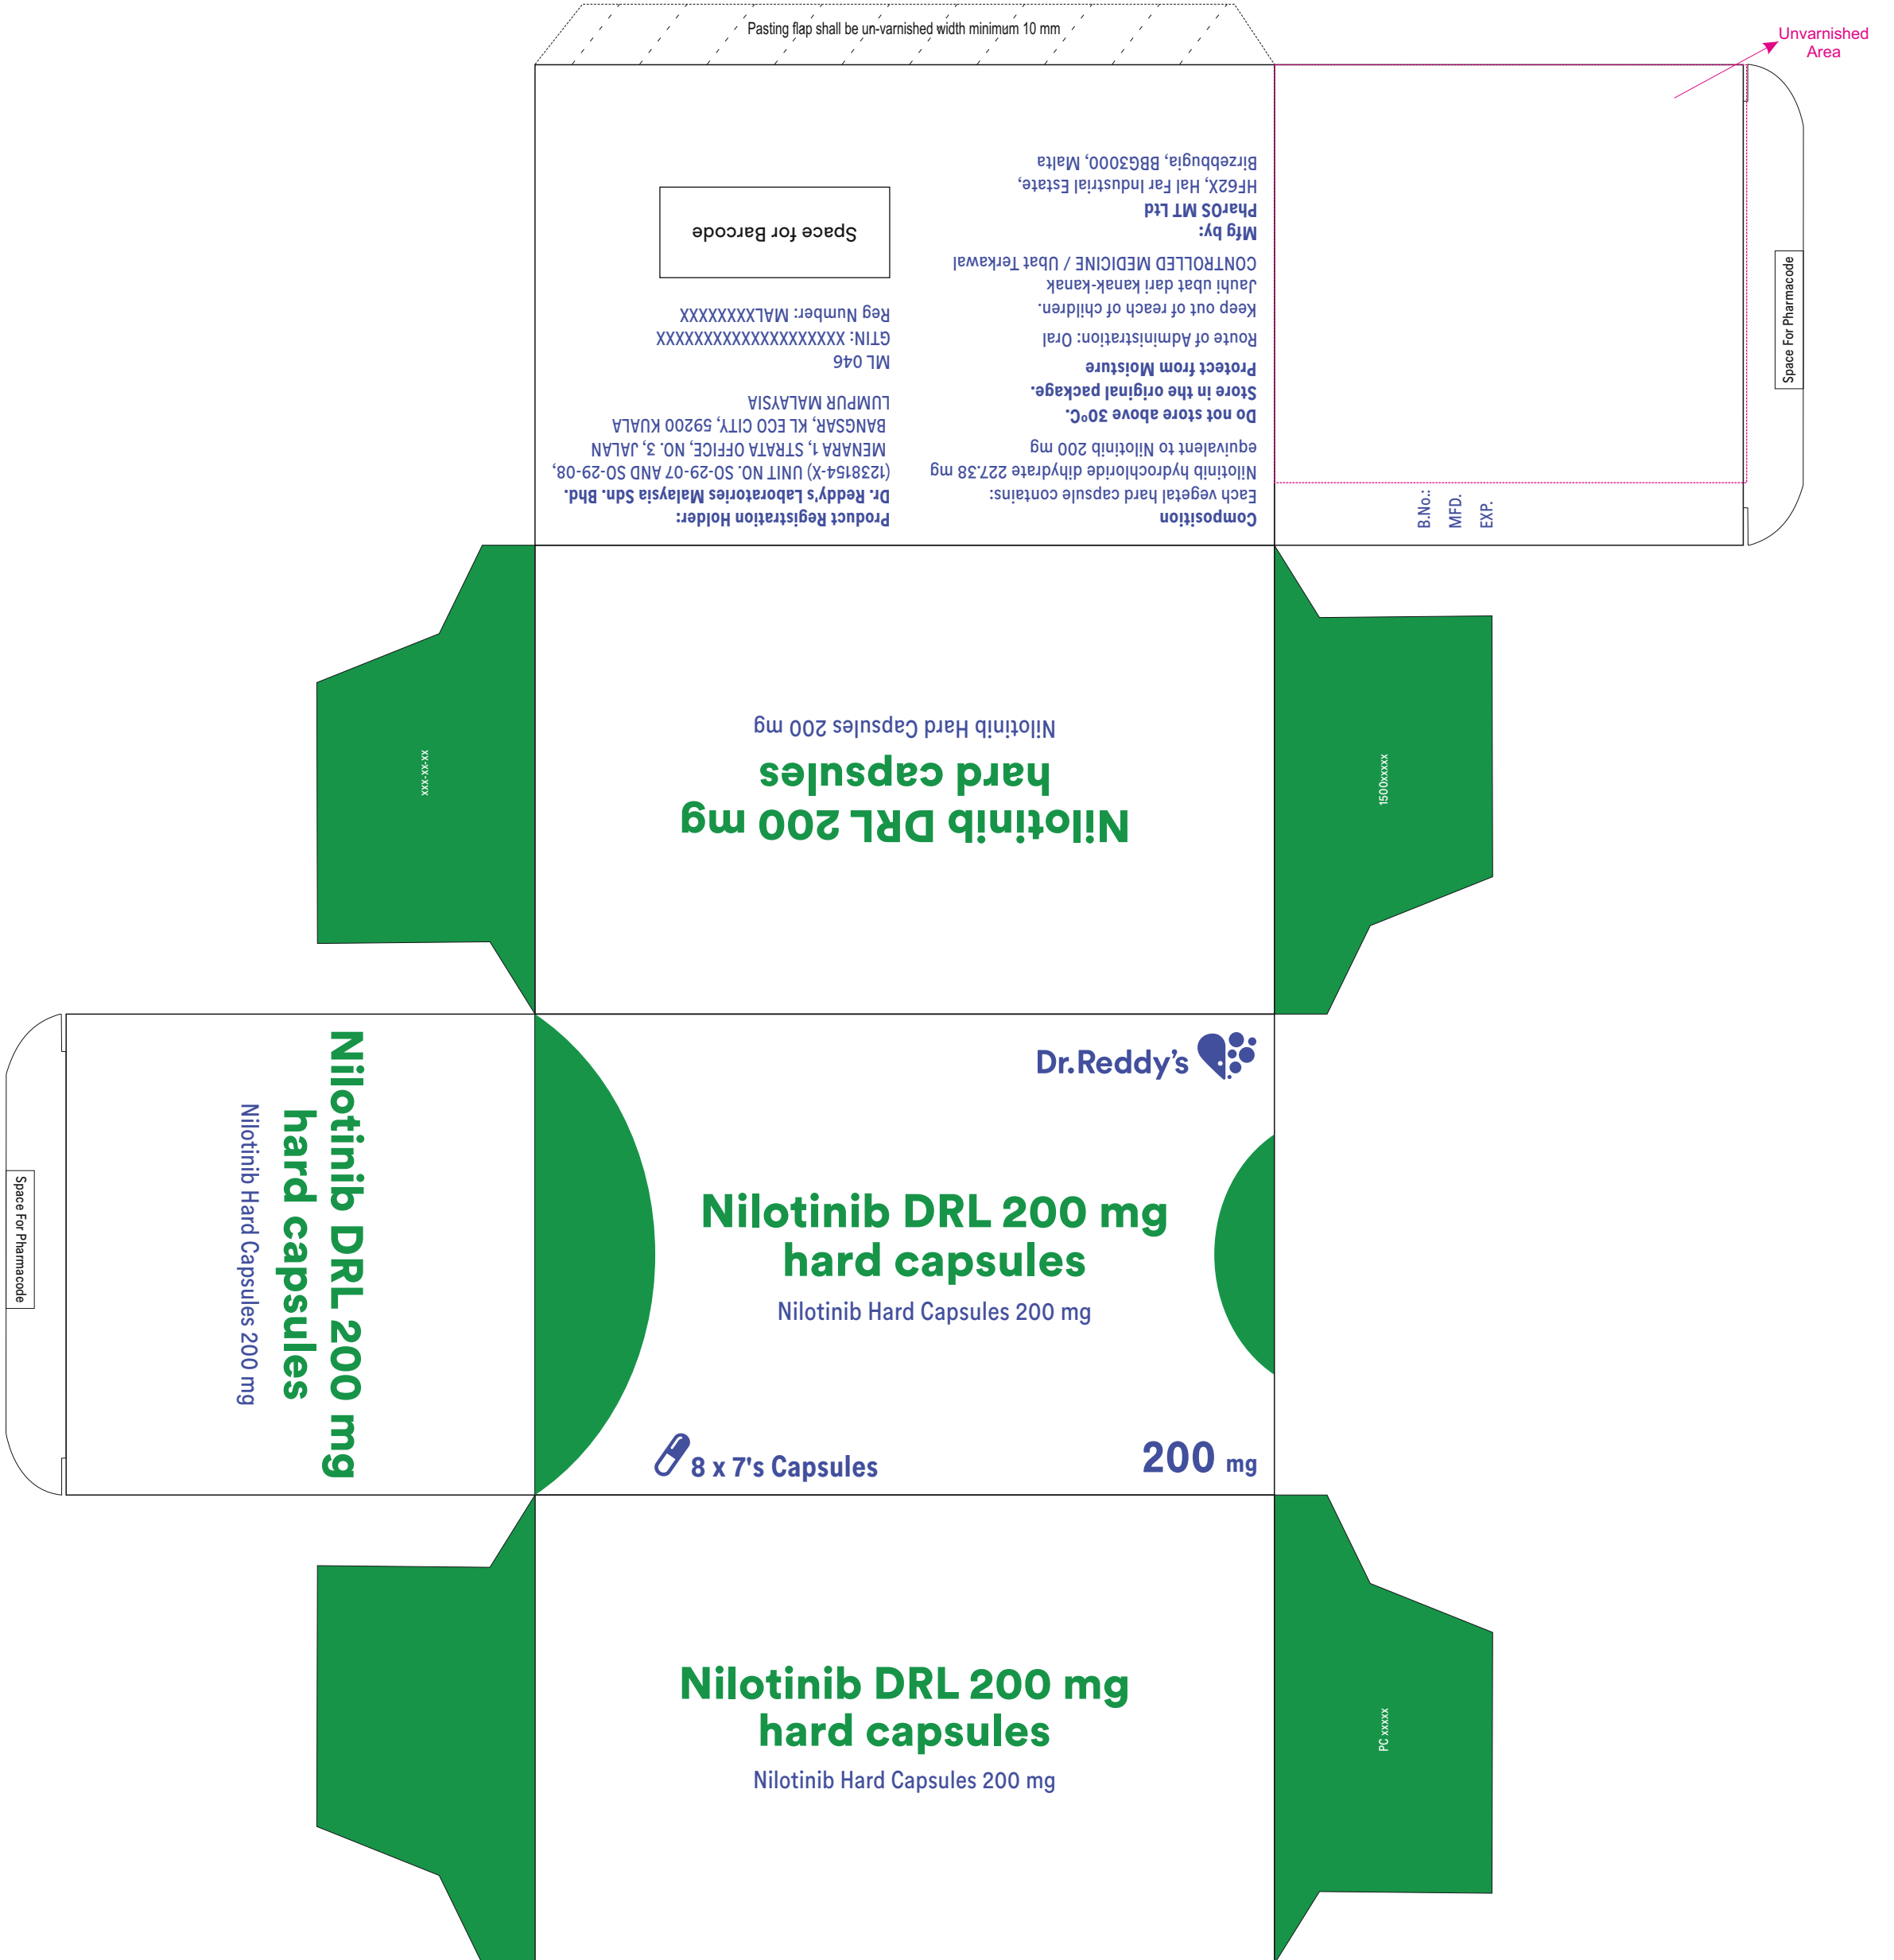 Pasting flap shall be un-varnished width minimum 10 mm
Unvarnished
Area
Composition
Each vegetal hard capsule contains:
Nilotinib hydrochloride dihydrate 227.38 mg
equivalent to Nilotinib 200 mg
Do not store above 30°C.
Store in the original package.
Protect from Moisture
Route of Administration: Oral
Keep out of reach of children.
Jauhi ubat dari kanak-kanak
CONTROLLED MEDICINE / Ubat Terkawal
Mfg by:
PharOS MT Ltd
HF62X, Hal Far Industrial Estate,
Birzebbugia, BBG3000, Malta
Product Registration Holder:
Dr. Reddy's Laboratories Malaysia Sdn. Bhd.
(1238154-X) UNIT NO. SO-29-07 AND SO-29-08,
MENARA 1, STRATA OFFICE, NO. 3, JALAN
BANGSAR, KL ECO CITY, 59200 KUALA
LUMPUR MALAYSIA
ML 046
GTIN: XXXXXXXXXXXXXXXXXXXX
Reg Number: MALXXXXXXXX
Space for Barcode
B.No.:
MFD.
EXP.
Space For Pharmacode
Nilotinib DRL 200 mg
hard capsules
Nilotinib Hard Capsules 200 mg
xxx-xx-xx
1500xxxxx
Space For Pharmacode
Nilotinib DRL 200 mg
hard capsules
Nilotinib Hard Capsules 200 mg
Dr.Reddy's
Nilotinib DRL 200 mg
hard capsules
Nilotinib Hard Capsules 200 mg
8 x 7's Capsules
200 mg
Nilotinib DRL 200 mg
hard capsules
Nilotinib Hard Capsules 200 mg
PC xxxxx